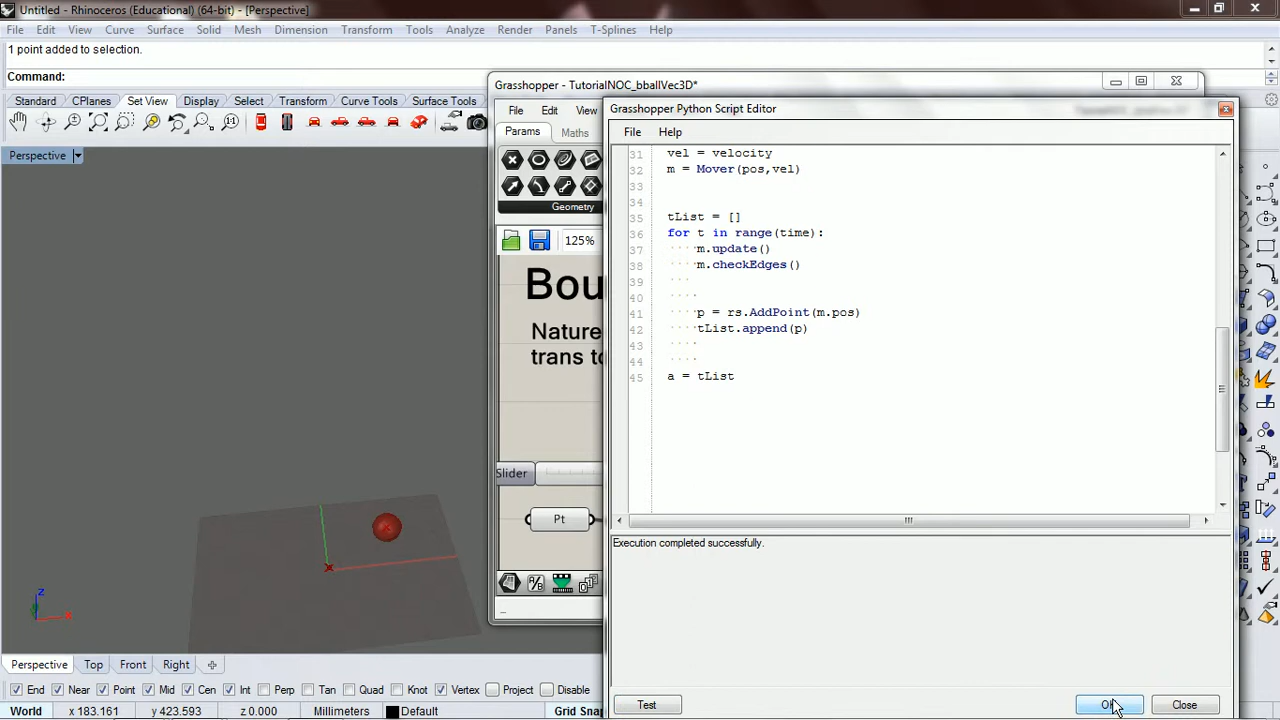 Untitled - Rhinoceros (Educational) (64-bit) - [Perspective]
File Edit View Curve Surface Solid Mesh Dimension Transform Tools Analyze Render Panels T-Splines Help
1 point added to selection.
Command:
Standard CPlanes Set View Display Select Transform Curve Tools Surface Tools
Perspective
Grasshopper - TutorialNOC_bballVec3D*
File Edit View
Params Maths
Geometry
125%
Bou
Nature
trans to
Slider
Pt
Grasshopper Python Script Editor
File Help
31 vel = velocity
32 m = Mover(pos,vel)
33
34
35 tList = []
36 for t in range(time):
37 m.update()
38 m.checkEdges()
39
40
41 p = rs.AddPoint(m.pos)
42 tList.append(p)
43
44
45 a = tList
Execution completed successfully.
Test OK Close
z
x
Perspective Top Front Right
End Near Point Mid Cen Int Perp Tan Quad Knot Vertex Project Disable
World x 183.161 y 423.593 z 0.000 Millimeters Default Grid Snap